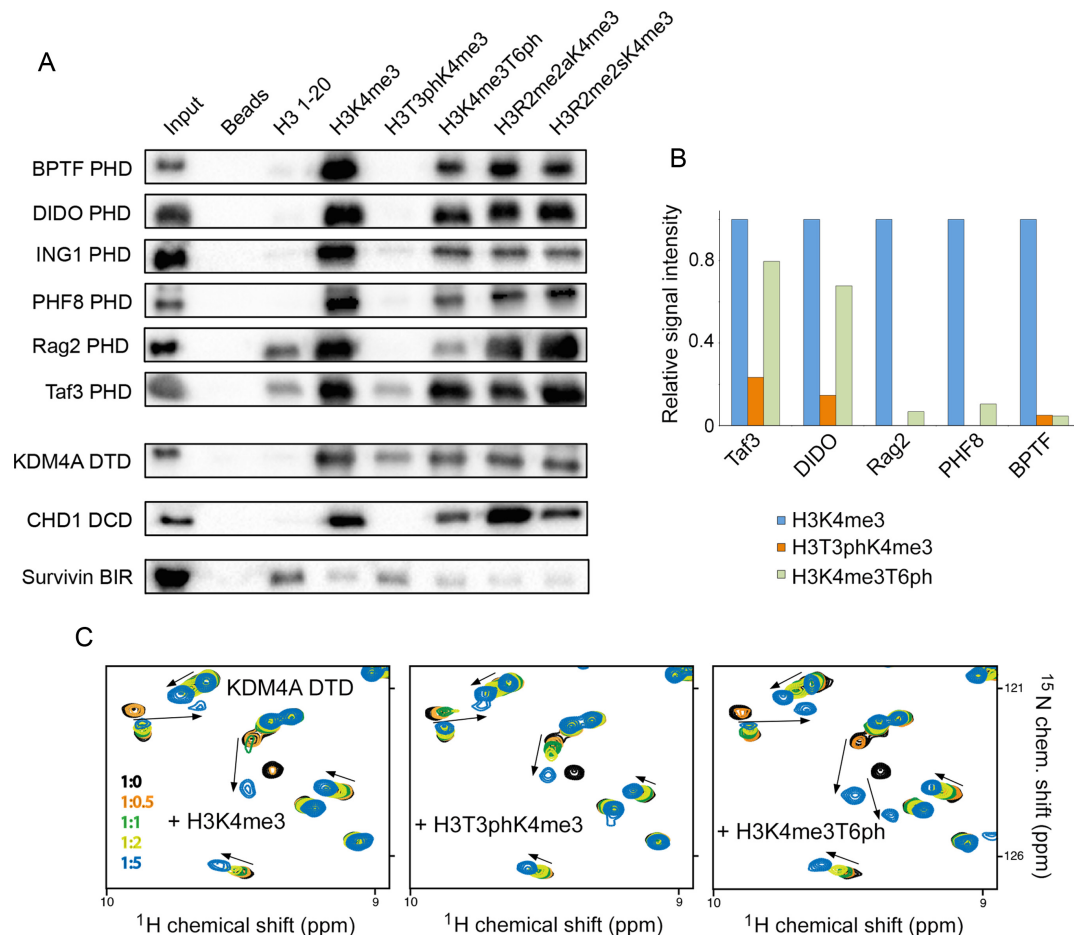 A
Input
Beads
H3 1-20
H3K4me3
H3T3phK4me3
H3K4me3T6ph
H3R2me2aK4me3
H3R2me2sK4me3
BPTF PHD
DIDO PHD
ING1 PHD
PHF8 PHD
Rag2 PHD
Taf3 PHD
KDM4A DTD
CHD1 DCD
Survivin BIR
B
Relative signal intensity
0.8
0.4
0
Taf3
DIDO
Rag2
PHF8
BPTF
H3K4me3
H3T3phK4me3
H3K4me3T6ph
C
KDM4A DTD
1:0
1:0.5
1:1
1:2
1:5
+ H3K4me3
+ H3T3phK4me3
+ H3K4me3T6ph
121
126
15 N chem. shift (ppm)
10
9
10
9
10
9
1H chemical shift (ppm)
1H chemical shift (ppm)
1H chemical shift (ppm)